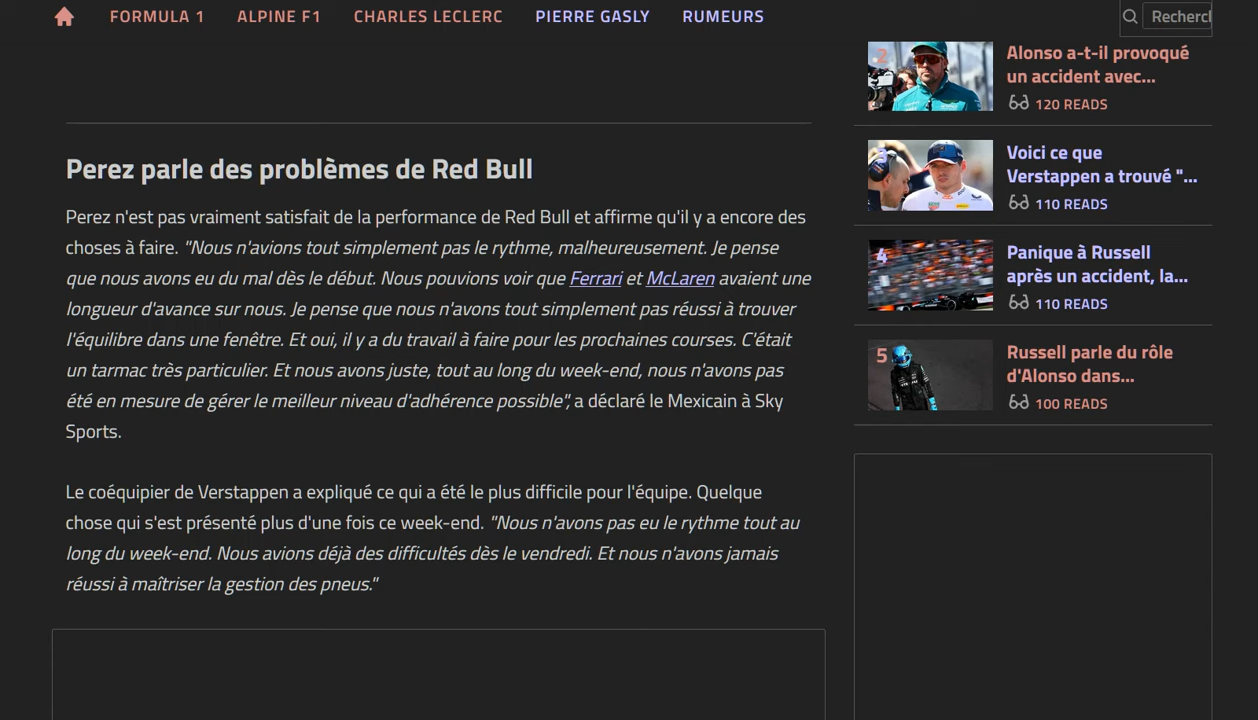 FORMULA 1 ALPINE F1 CHARLES LECLERC PIERRE GASLY RUMEURS
Recherc
Perez parle des problèmes de Red Bull
Perez n'est pas vraiment satisfait de la performance de Red Bull et affirme qu'il y a encore des
choses à faire. "Nous n'avions tout simplement pas le rythme, malheureusement. Je pense
que nous avons eu du mal dès le début. Nous pouvions voir que Ferrari et McLaren avaient une
longueur d'avance sur nous. Je pense que nous n'avons tout simplement pas réussi à trouver
l'équilibre dans une fenêtre. Et oui, il y a du travail à faire pour les prochaines courses. C'était
un tarmac très particulier. Et nous avons juste, tout au long du week-end, nous n'avons pas
été en mesure de gérer le meilleur niveau d'adhérence possible", a déclaré le Mexicain à Sky
Sports.
Le coéquipier de Verstappen a expliqué ce qui a été le plus difficile pour l'équipe. Quelque
chose qui s'est présenté plus d'une fois ce week-end. "Nous n'avons pas eu le rythme tout au
long du week-end. Nous avions déjà des difficultés dès le vendredi. Et nous n'avons jamais
réussi à maîtriser la gestion des pneus."
2
Alonso a-t-il provoqué
un accident avec...
120 READS
Voici ce que
Verstappen a trouvé "...
110 READS
4
Panique à Russell
après un accident, la...
110 READS
5
Russell parle du rôle
d'Alonso dans...
100 READS